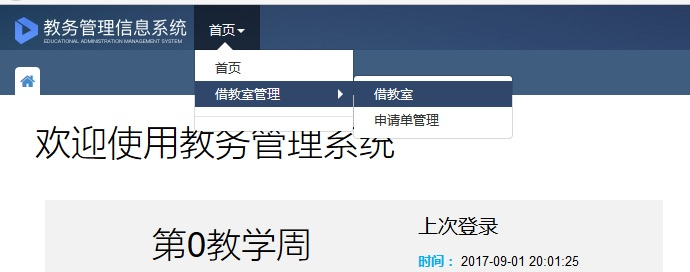 教务管理信息系统
EDUCATIONAL ADMINISTRATION MANAGEMENT SYSTEM
首页
首页
借教室管理
借教室
申请单管理
欢迎使用教务管理系统
第0教学周
上次登录
时间： 2017-09-01 20:01:25